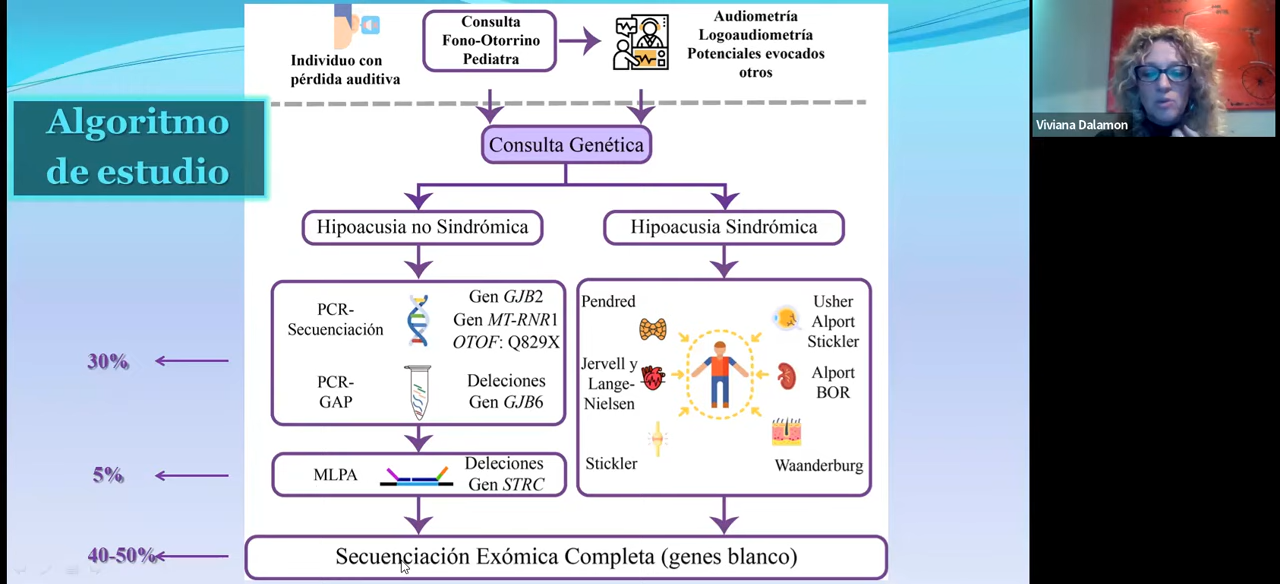 Individuo con
pérdida auditiva
Consulta
Fono-Otorrino
Pediatra
Audiometría
Logoaudiometría
Potenciales evocados
otros
Algoritmo
de estudio
Consulta Genética
Hipoacusia no Sindrómica
Hipoacusia Sindrómica
PCR-
Secuenciación
Gen GJB2
Gen MT-RNR1
OTOF: Q829X
30%
PCR-
GAP
Deleciones
Gen GJB6
5%
MLPA
Deleciones
Gen STRC
Pendred
Jervell y
Lange-
Nielsen
Stickler
Usher
Alport
Stickler
Alport
BOR
Waanderburg
40-50%
Secuenciación Exómica Completa (genes blanco)
Viviana Dalamon